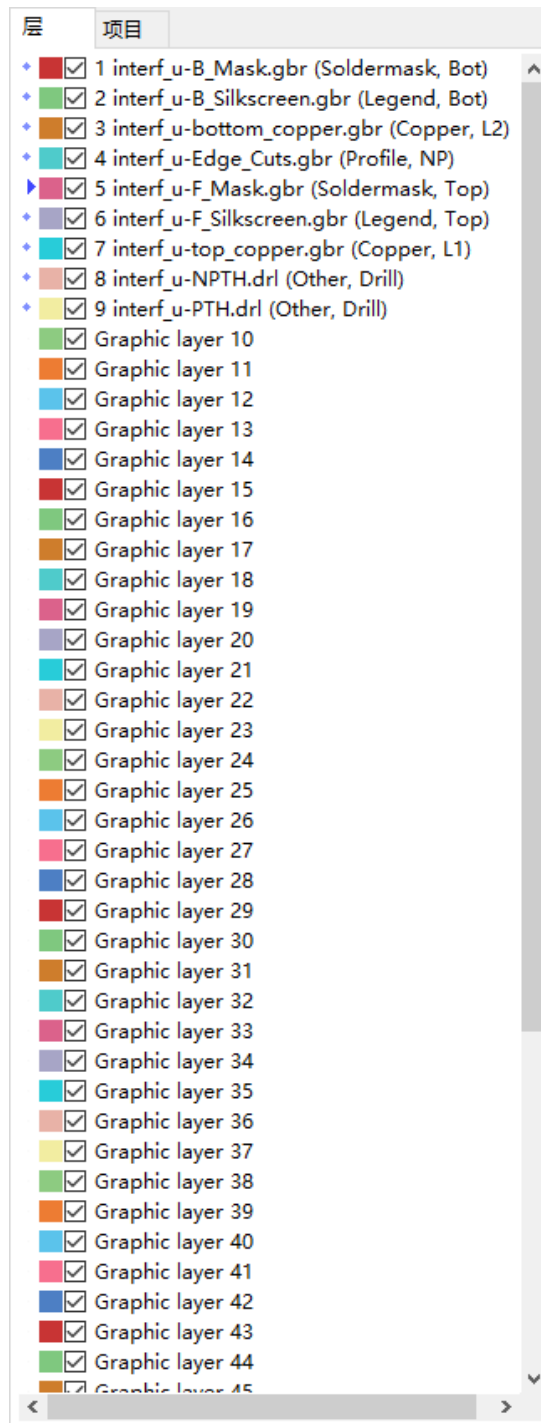 层 项目
1 interf_u-B_Mask.gbr (Soldermask, Bot)
2 interf_u-B_Silkscreen.gbr (Legend, Bot)
3 interf_u-bottom_copper.gbr (Copper, L2)
4 interf_u-Edge_Cuts.gbr (Profile, NP)
5 interf_u-F_Mask.gbr (Soldermask, Top)
6 interf_u-F_Silkscreen.gbr (Legend, Top)
7 interf_u-top_copper.gbr (Copper, L1)
8 interf_u-NPTH.drl (Other, Drill)
9 interf_u-PTH.drl (Other, Drill)
Graphic layer 10
Graphic layer 11
Graphic layer 12
Graphic layer 13
Graphic layer 14
Graphic layer 15
Graphic layer 16
Graphic layer 17
Graphic layer 18
Graphic layer 19
Graphic layer 20
Graphic layer 21
Graphic layer 22
Graphic layer 23
Graphic layer 24
Graphic layer 25
Graphic layer 26
Graphic layer 27
Graphic layer 28
Graphic layer 29
Graphic layer 30
Graphic layer 31
Graphic layer 32
Graphic layer 33
Graphic layer 34
Graphic layer 35
Graphic layer 36
Graphic layer 37
Graphic layer 38
Graphic layer 39
Graphic layer 40
Graphic layer 41
Graphic layer 42
Graphic layer 43
Graphic layer 44
Graphic layer 45